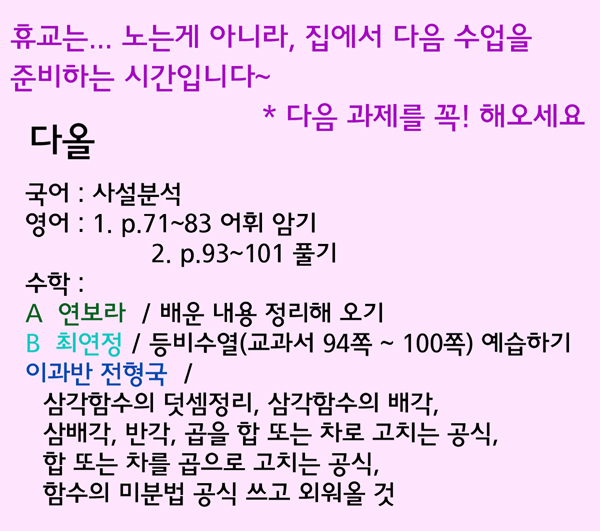 휴교는... 노는게 아니라, 집에서 다음 수업을
준비하는 시간입니다~
* 다음 과제를 꼭! 해오세요
다올
국어 : 사설분석
영어 : 1. p.71~83 어휘 암기
2. p.93~101 풀기
수학 :
A 연보라 / 배운 내용 정리해 오기
B 최연정 / 등비수열(교과서 94쪽 ~ 100쪽) 예습하기
이과반 전형국 /
삼각함수의 덧셈정리, 삼각함수의 배각,
삼배각, 반각, 곱을 합 또는 차로 고치는 공식,
합 또는 차를 곱으로 고치는 공식,
함수의 미분법 공식 쓰고 외워올 것